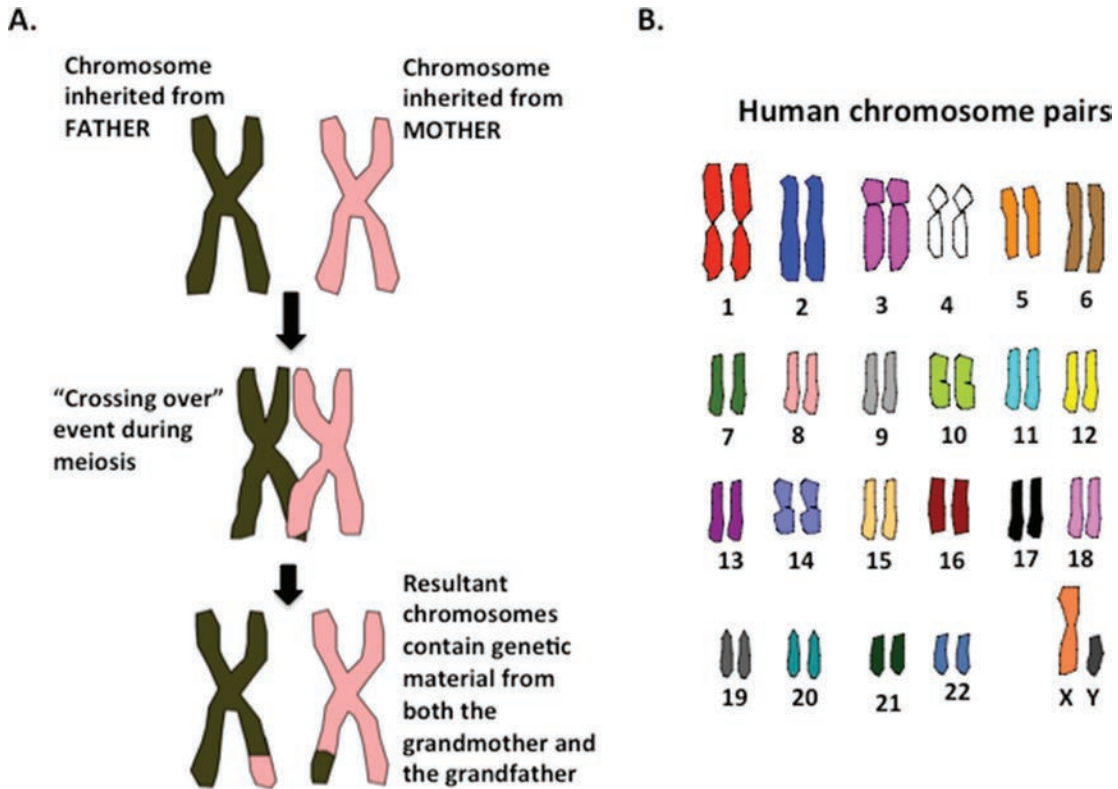 A.
Chromosome
inherited from
FATHER
Chromosome
inherited from
MOTHER
“Crossing over”
event during
meiosis
Resultant
chromosomes
contain genetic
material from
both the
grandmother and
the grandfather
B.
Human chromosome pairs
1 2 3 4 5 6
7 8 9 10 11 12
13 14 15 16 17 18
19 20 21 22 X Y